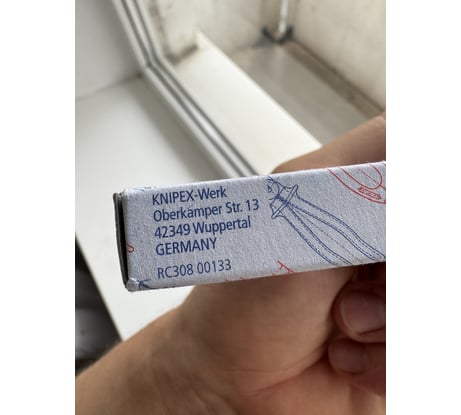 KNIPEX-Werk
Oberkamper Str. 13
42349 Wuppertal
GERMANY
RC308 00133